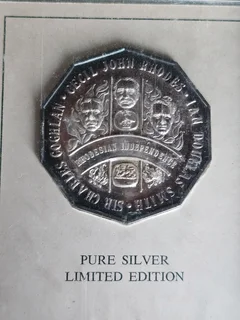 SIR CHARLES COGHLAN · CECIL JOHN RHODES · IAN DOUGLAS SMITH ·
RHODESIAN INDEPENDENCE
PURE SILVER
LIMITED EDITION